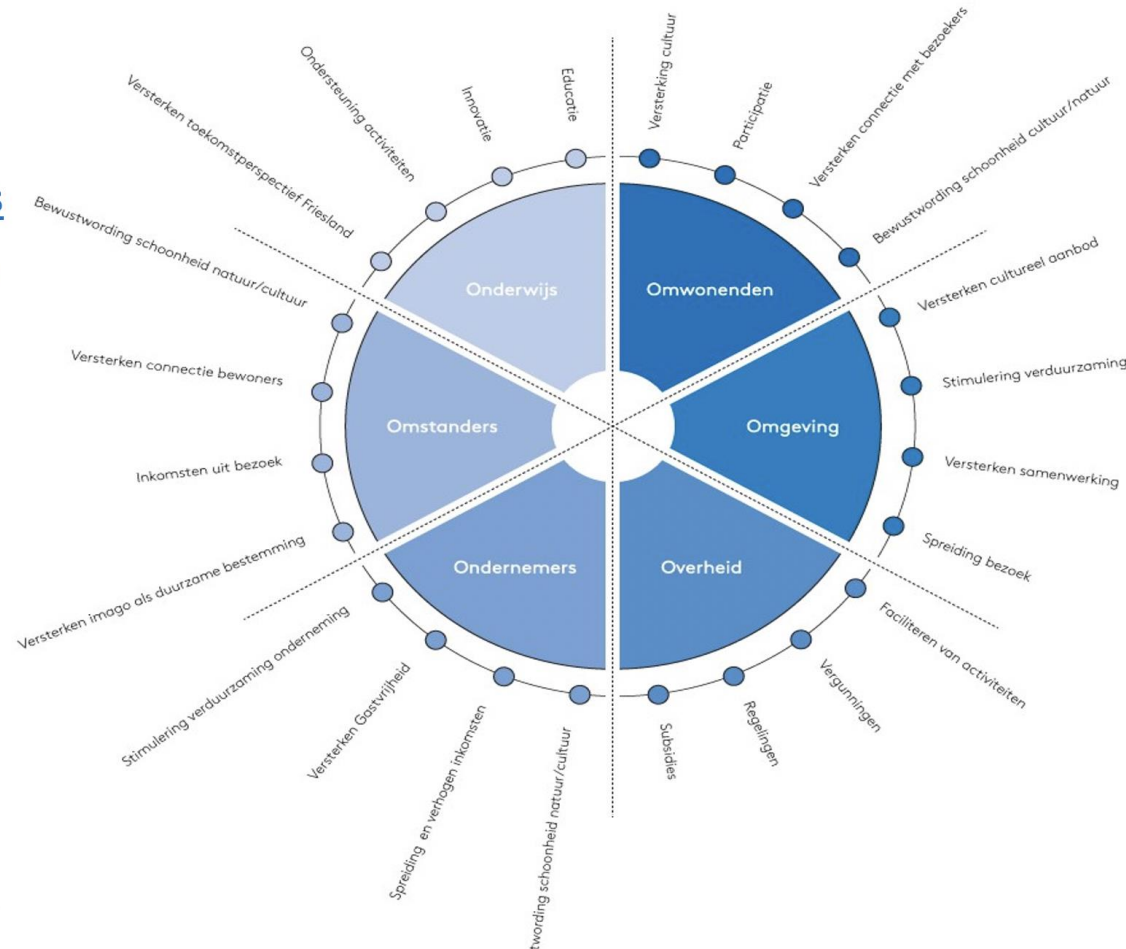 Versterking cultuur
Participatie
Versterken connectie met bezoekers
Bewustwording schoonheid cultuur/natuur
Versterken cultureel aanbod
Stimulering verduurzaming
Versterken samenwerking
Spreiding bezoek
Faciliteren van activiteiten
Vergunningen
Regelingen
Subsidies
schoonheid natuur/cultuur
Spreiding en verhogen inkomsten
Versterken Gastvrijheid
Stimulering verduurzaming onderneming
Versterken imago als duurzame bestemming
Inkomsten uit bezoek
Versterken connectie bewoners
Bewustwording schoonheid natuur/cultuur
Versterken toekomstperspectief Friesland
Ondersteuning activiteiten
Innovatie
Educatie
Onderwijs
Omwonenden
Omstanders
Omgeving
Ondernemers
Overheid